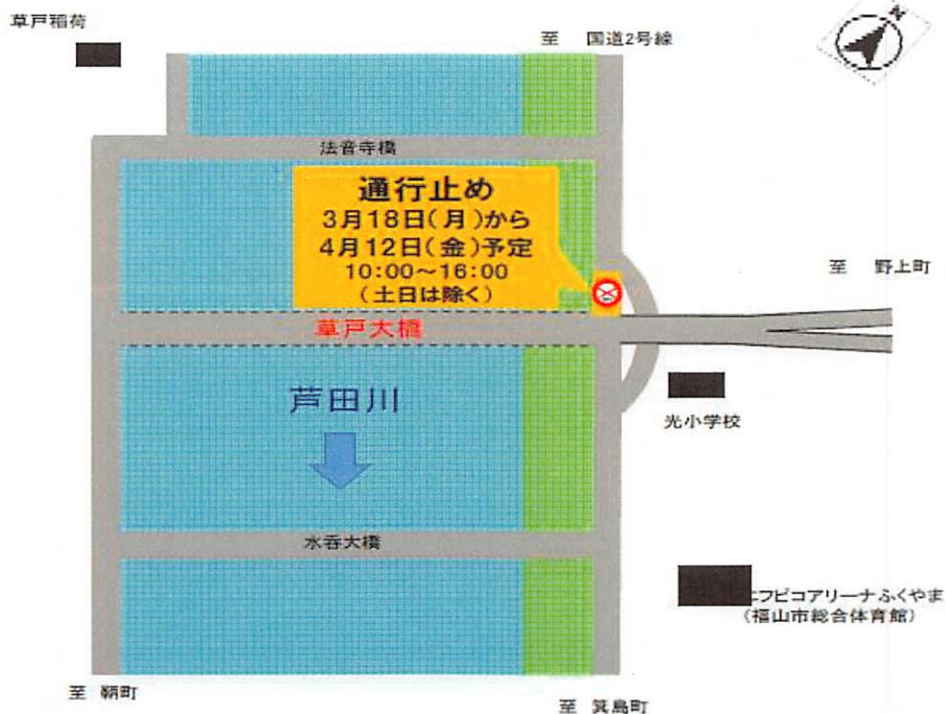 草戸稲荷
至 国道2号線
N
法音寺橋
通行止め
3月18日(月)から
4月12日(金)予定
10:00~16:00
(土日は除く)
至 野上町
草戸大橋
芦田川
光小学校
水呑大橋
エフピコアリーナふくやま
(福山市総合体育館)
至 鞆町
至 箕島町